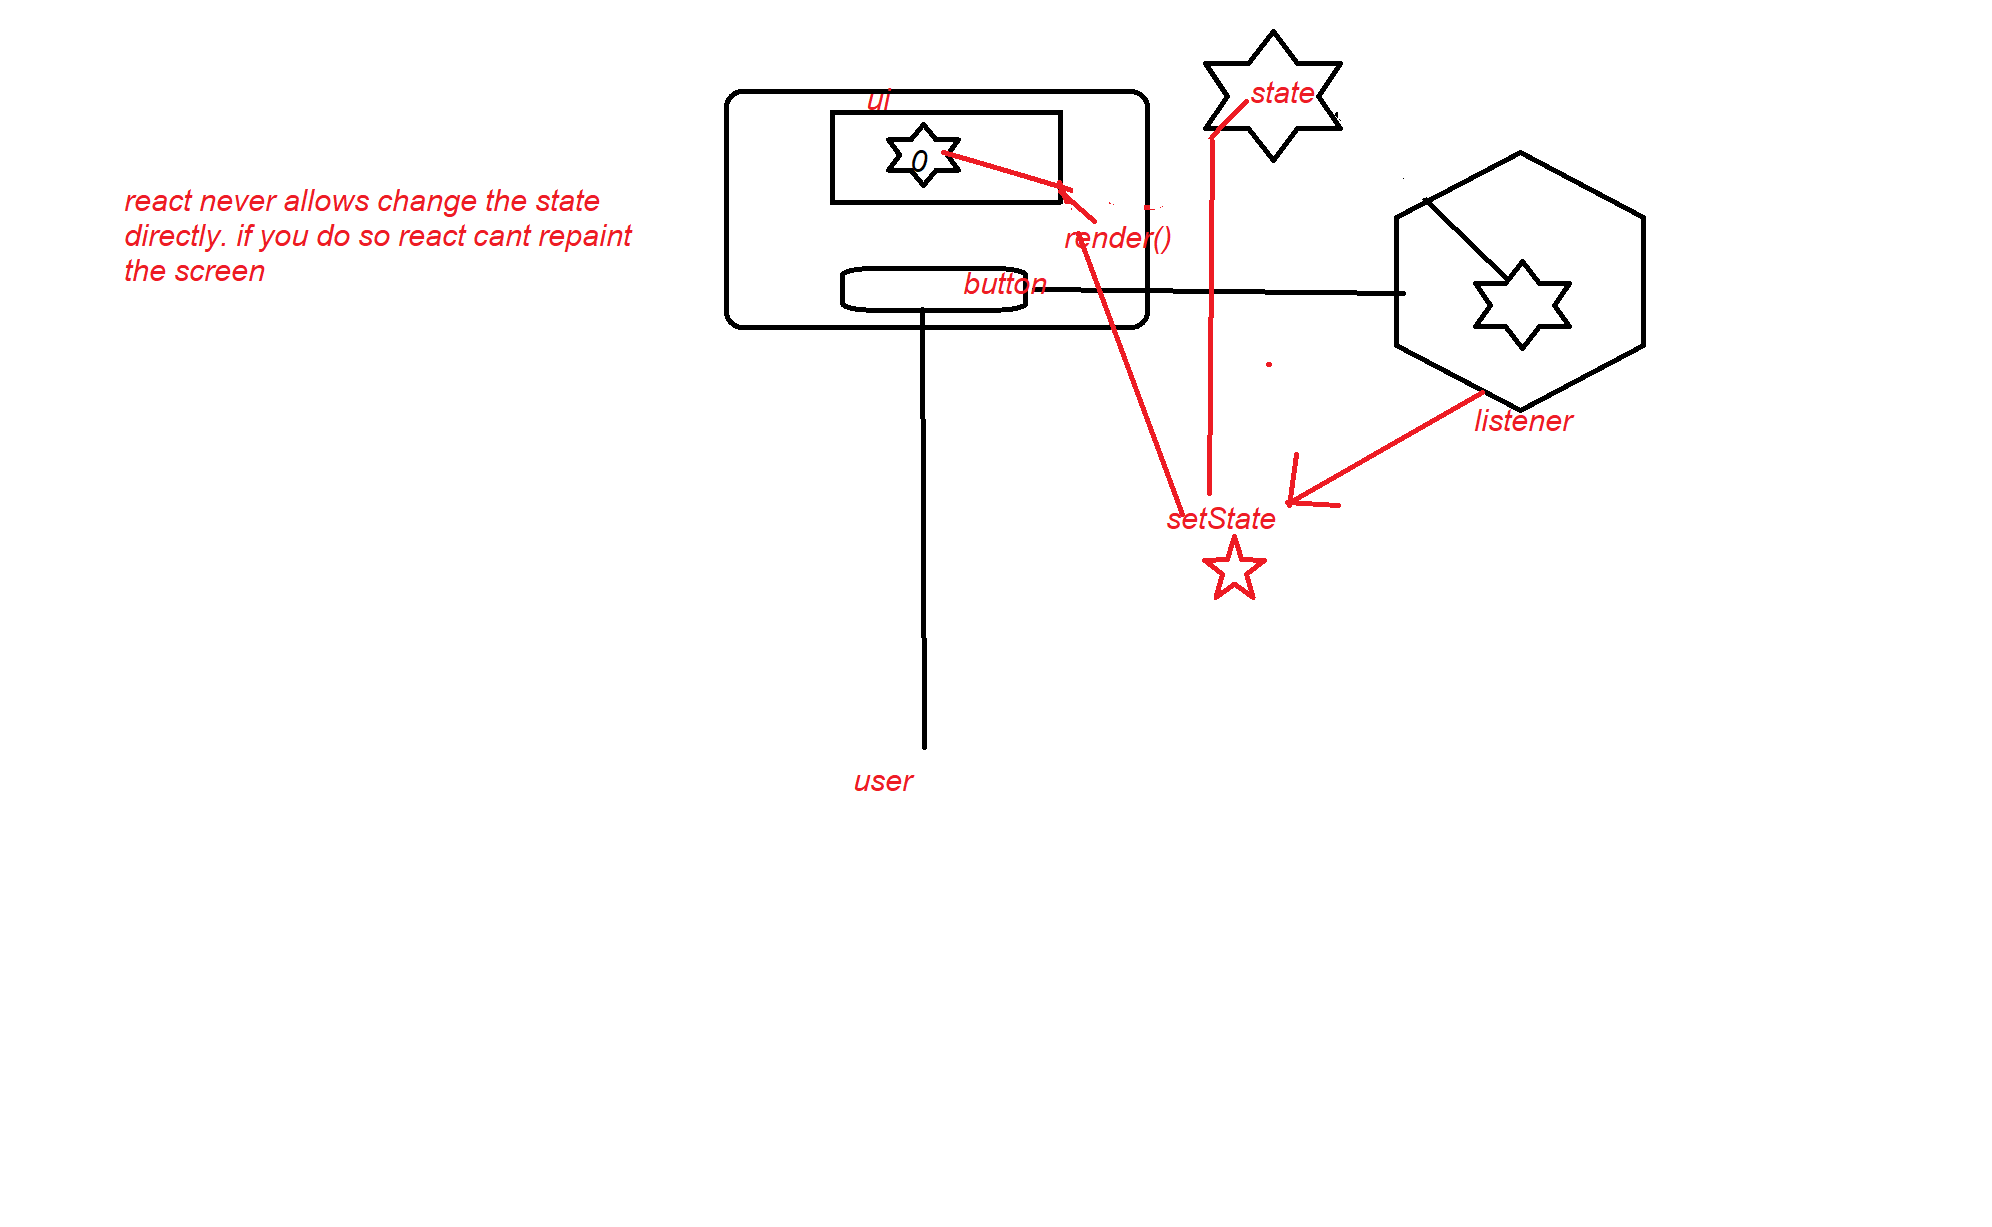 ui
state
0
react never allows change the state
directly. if you do so react cant repaint
the screen
render()
button
listener
setState
user